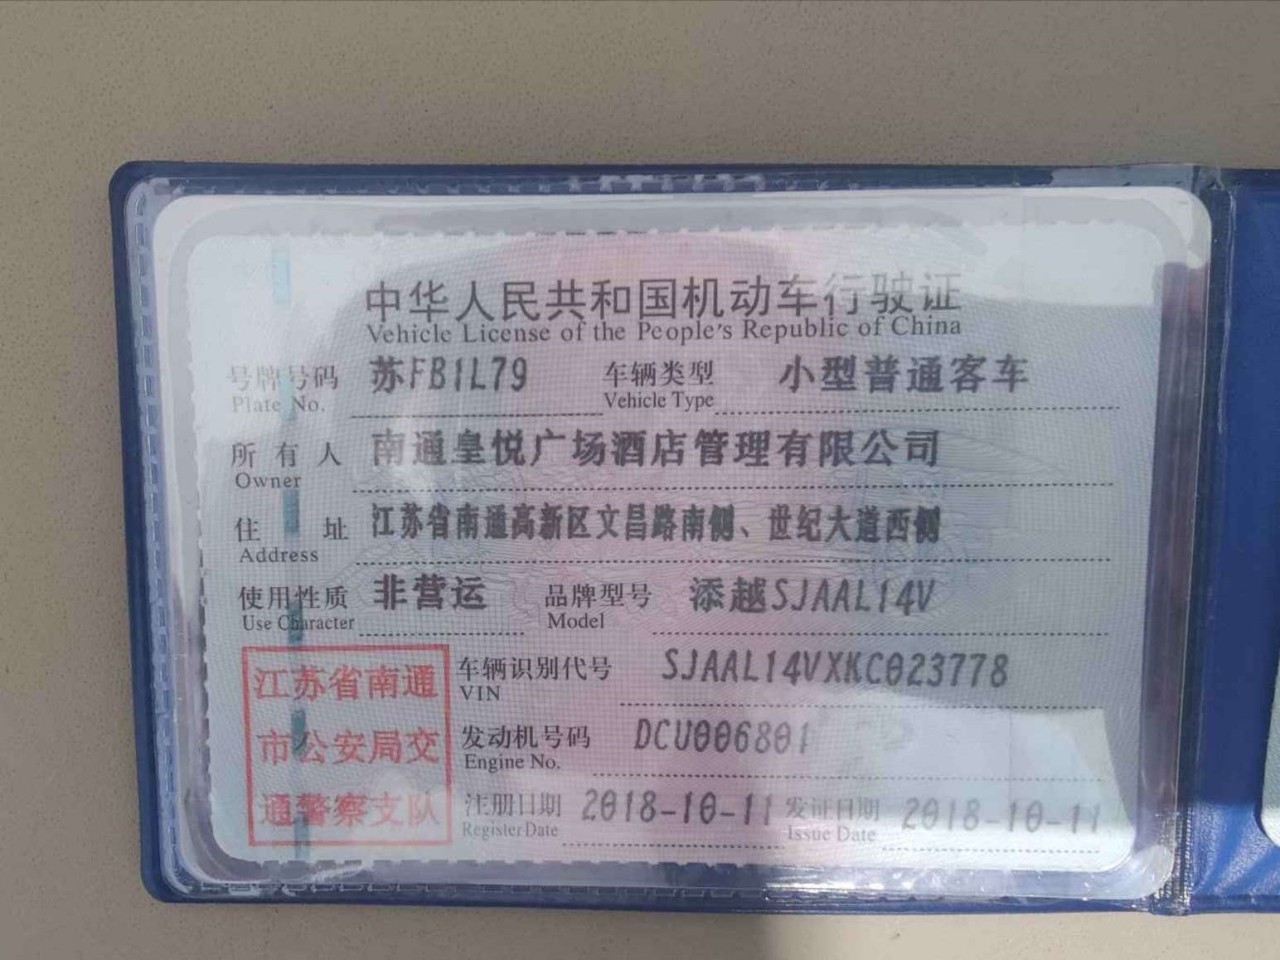 中华人民共和国机动车行驶证
Vehicle License of the People's Republic of China
号牌号码 苏FB1L79 车辆类型 小型普通客车
Plate No. Vehicle Type
所有人 南通皇悦广场酒店管理有限公司
Owner
住址 江苏省南通高新区文昌路南侧、世纪大道西侧
Address
使用性质 非营运 品牌型号 添越SJAAL14V
Use Character Model
车辆识别代号 SJAAL14VXKC023778
VIN
发动机号码 DCU006801
Engine No.
注册日期 2018-10-11 发证日期 2018-10-11
Register Date Issue Date
江苏省南通
市公安局交
通警察支队